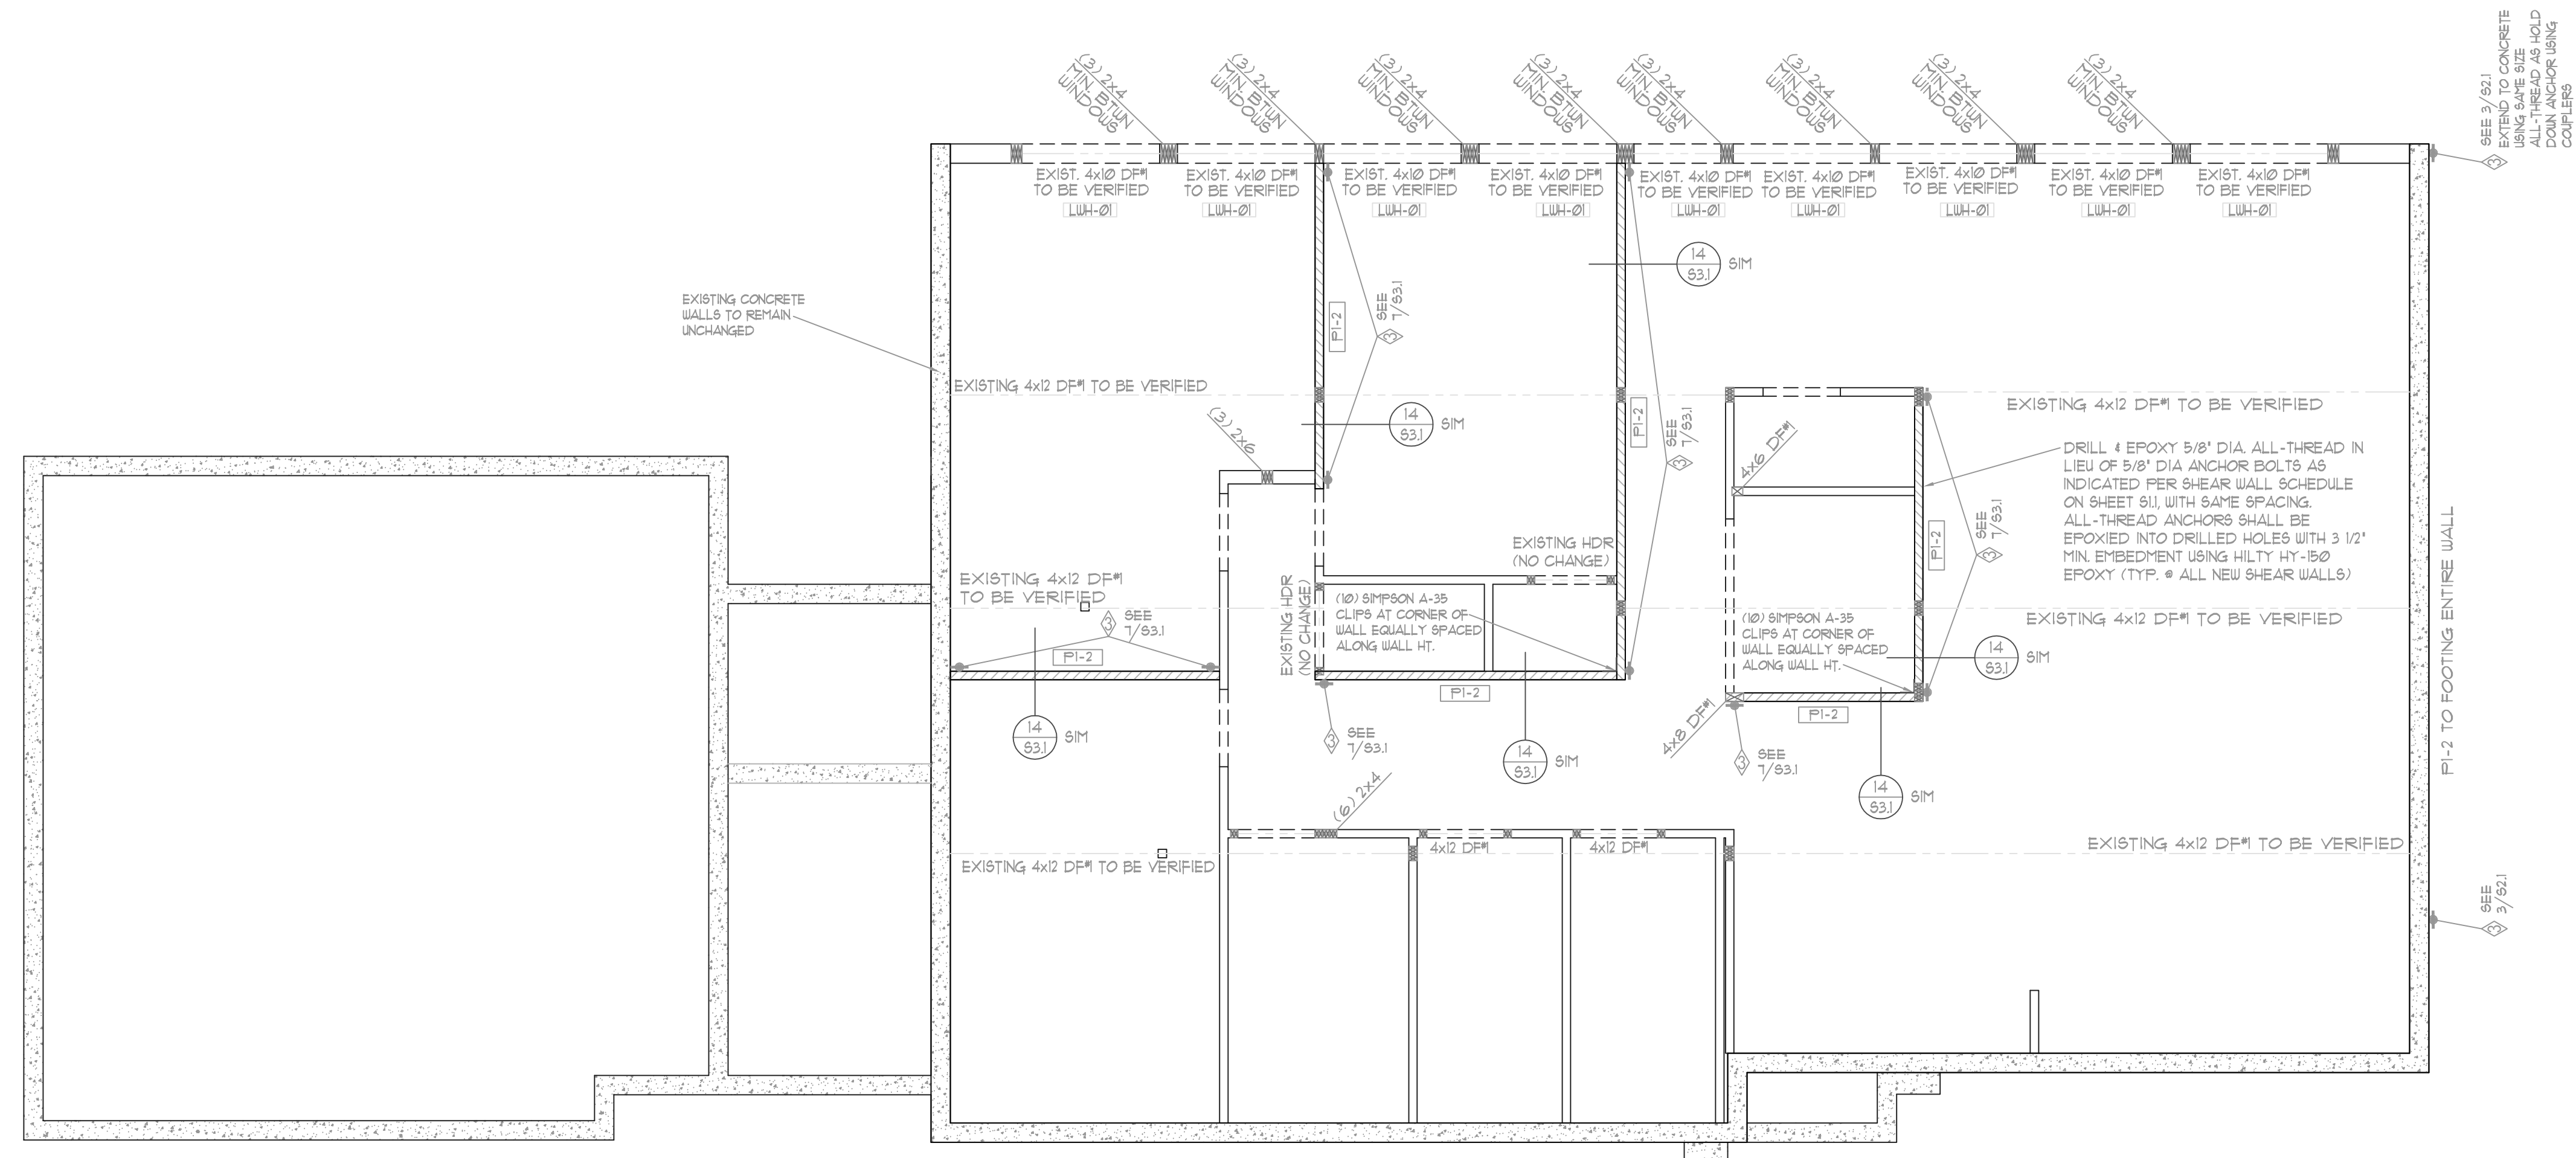 (3) 2x4
MIN. BTWN
WINDOWS
(3) 2x4
MIN. BTWN
WINDOWS
(3) 2x4
MIN. BTWN
WINDOWS
(3) 2x4
MIN. BTWN
WINDOWS
(3) 2x4
MIN. BTWN
WINDOWS
(3) 2x4
MIN. BTWN
WINDOWS
(3) 2x4
MIN. BTWN
WINDOWS
(3) 2x4
MIN. BTWN
WINDOWS
SEE 3/S2.1
EXTEND TO CONCRETE
USING SAME SIZE
ALL-THREAD AS HOLD
DOWN ANCHOR USING
COUPLERS
3
EXIST. 4x10 DF#1
TO BE VERIFIED
LWH-01
EXIST. 4x10 DF#1
TO BE VERIFIED
LWH-01
EXIST. 4x10 DF#1
TO BE VERIFIED
LWH-01
EXIST. 4x10 DF#1
TO BE VERIFIED
LWH-01
EXIST. 4x10 DF#1
TO BE VERIFIED
LWH-01
EXIST. 4x10 DF#1
TO BE VERIFIED
LWH-01
EXIST. 4x10 DF#1
TO BE VERIFIED
LWH-01
EXIST. 4x10 DF#1
TO BE VERIFIED
LWH-01
EXIST. 4x10 DF#1
TO BE VERIFIED
LWH-01
14
S3.1
SIM
EXISTING CONCRETE
WALLS TO REMAIN
UNCHANGED
P1-2
SEE
7/S3.1
3
EXISTING 4x12 DF#1 TO BE VERIFIED
(3) 2x6
14
S3.1
SIM
P1-2
SEE
7/S3.1
3
4x6 DF#1
EXISTING 4x12 DF#1 TO BE VERIFIED
DRILL & EPOXY 5/8" DIA. ALL-THREAD IN
LIEU OF 5/8" DIA ANCHOR BOLTS AS
INDICATED PER SHEAR WALL SCHEDULE
ON SHEET S1.1, WITH SAME SPACING.
ALL-THREAD ANCHORS SHALL BE
EPOXIED INTO DRILLED HOLES WITH 3 1/2"
MIN. EMBEDMENT USING HILTY HY-150
EPOXY (TYP. @ ALL NEW SHEAR WALLS)
P1-2
SEE
7/S3.1
3
P1-2 TO FOOTING ENTIRE WALL
EXISTING HDR
(NO CHANGE)
EXISTING 4x12 DF#1
TO BE VERIFIED
3
SEE
7/S3.1
P1-2
EXISTING HDR
(NO CHANGE)
(10) SIMPSON A-35
CLIPS AT CORNER OF
WALL EQUALLY SPACED
ALONG WALL HT.
(10) SIMPSON A-35
CLIPS AT CORNER OF
WALL EQUALLY SPACED
ALONG WALL HT.
EXISTING 4x12 DF#1 TO BE VERIFIED
14
S3.1
SIM
P1-2
P1-2
14
S3.1
SIM
3
SEE
7/S3.1
14
S3.1
SIM
4x8 DF#1
3
SEE
7/S3.1
14
S3.1
SIM
(6) 2x4
4x12 DF#1
4x12 DF#1
EXISTING 4x12 DF#1 TO BE VERIFIED
EXISTING 4x12 DF#1 TO BE VERIFIED
SEE
3/S2.1
3